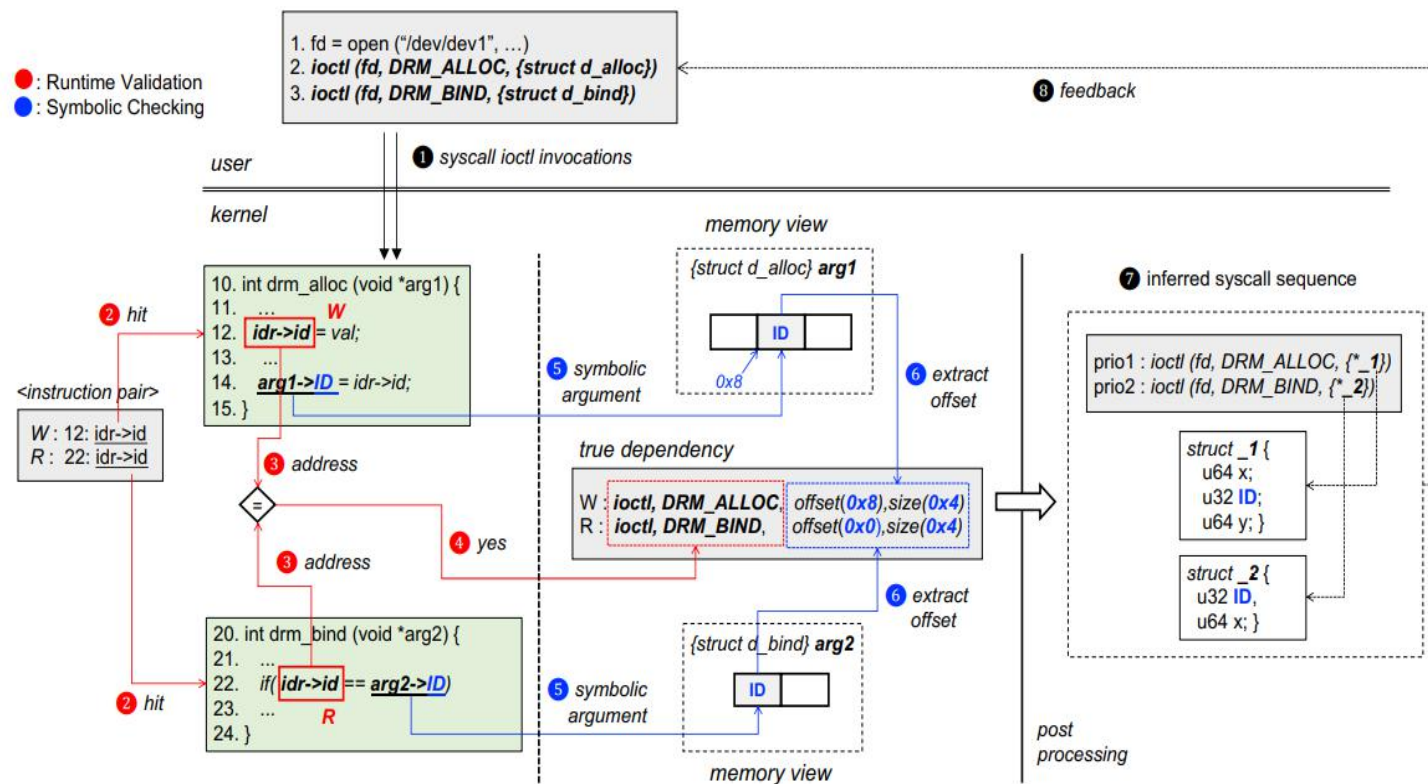 1. fd = open (“/dev/dev1”, …)
2. ioctl (fd, DRM_ALLOC, {struct d_alloc})
3. ioctl (fd, DRM_BIND, {struct d_bind})
: Runtime Validation
: Symbolic Checking
8 feedback
1 syscall ioctl invocations
user
kernel
memory view
{struct d_alloc} arg1
ID
0x8
10. int drm_alloc (void *arg1) {
11. ...
W
12. idr->id = val;
13. ...
14. arg1->ID = idr->id;
15. }
2 hit
<instruction pair>
W : 12: idr->id
R : 22: idr->id
2 hit
3 address
=
3 address
4 yes
5 symbolic
argument
6 extract
offset
true dependency
W : ioctl, DRM_ALLOC, offset(0x8),size(0x4)
R : ioctl, DRM_BIND, offset(0x0),size(0x4)
6 extract
offset
20. int drm_bind (void *arg2) {
21. ...
22. if( idr->id == arg2->ID)
23. ...
R
24. }
5 symbolic
argument
{struct d_bind} arg2
ID
memory view
7 inferred syscall sequence
prio1 : ioctl (fd, DRM_ALLOC, {*_1})
prio2 : ioctl (fd, DRM_BIND, {*_2})
struct _1 {
u64 x;
u32 ID;
u64 y; }
struct _2 {
u32 ID,
u64 x; }
post
processing